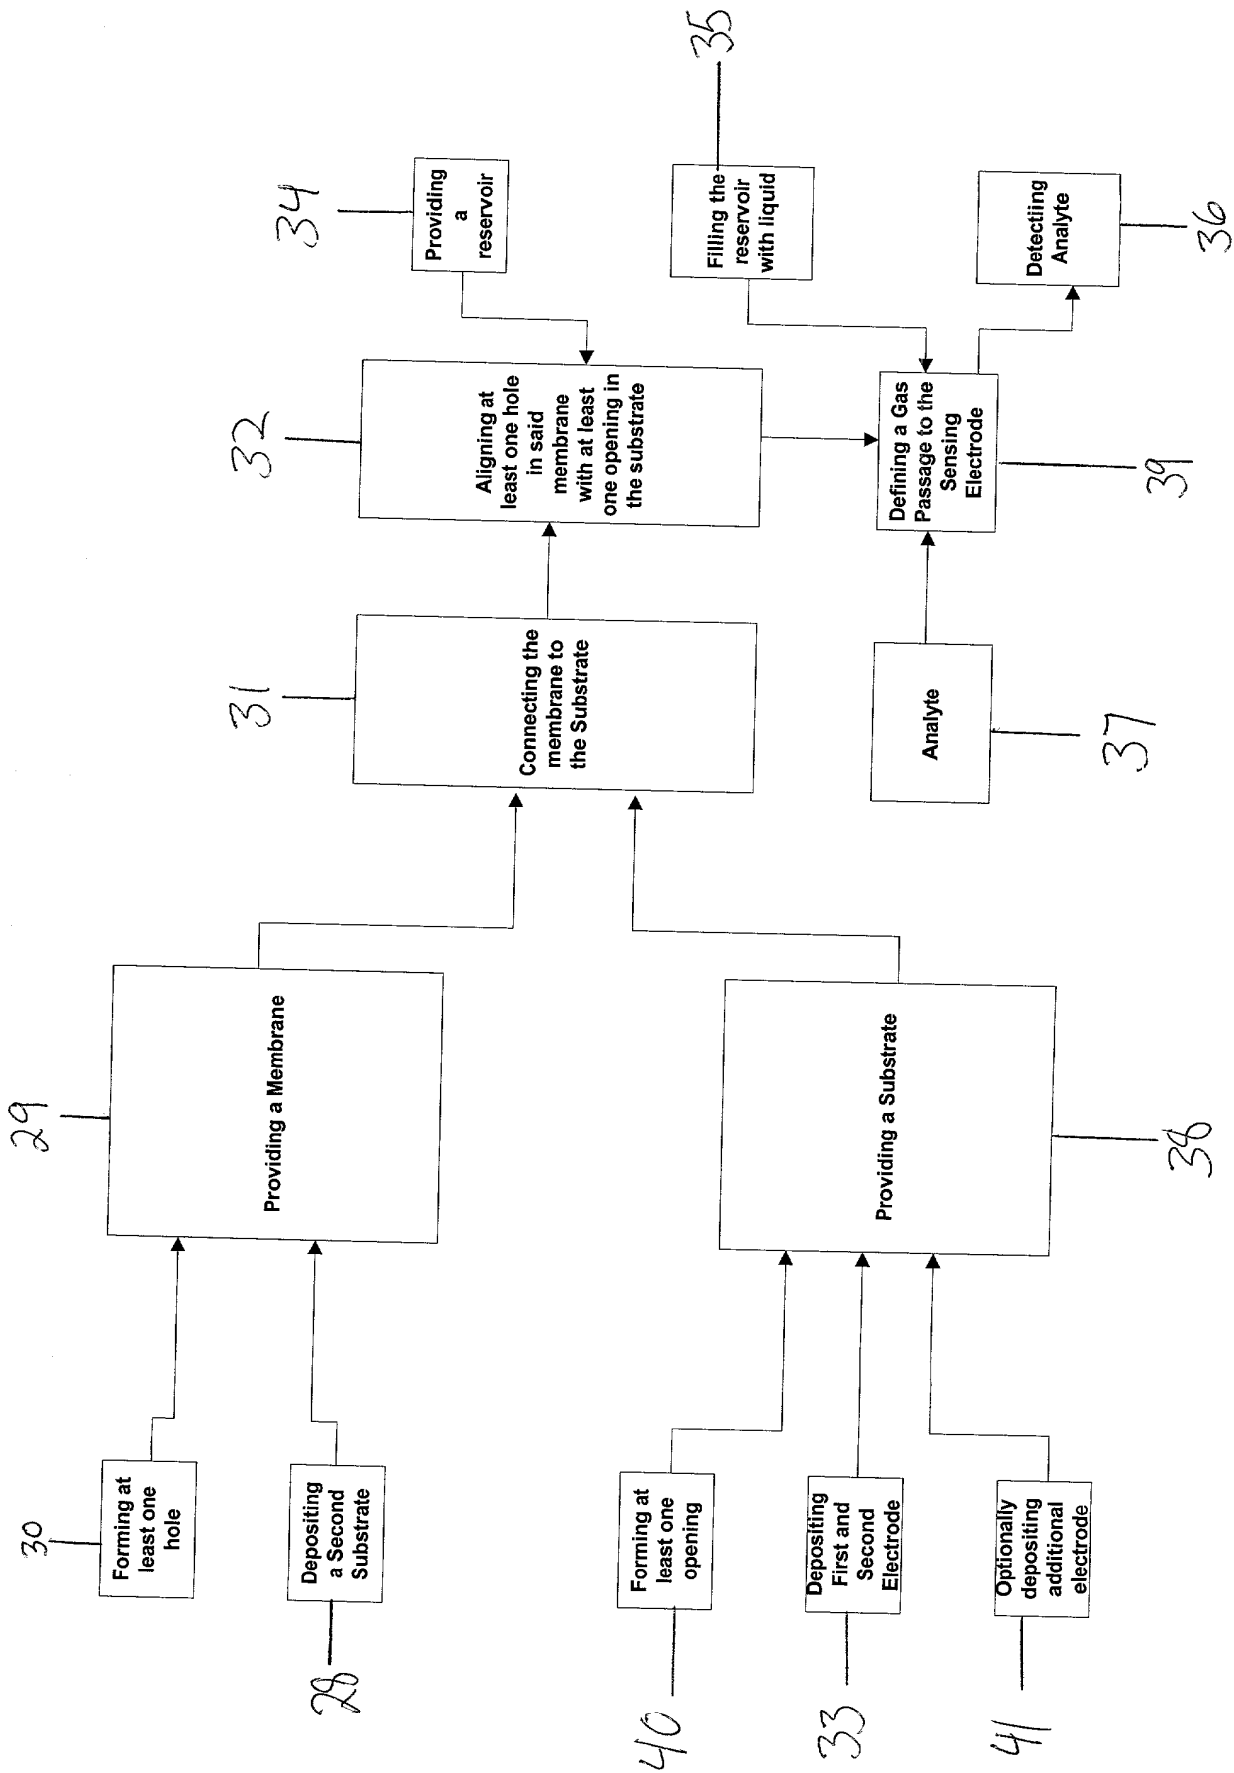 30
Forming at
least one
hole
28
Depositing
a Second
Substrate
29
Providing a Membrane
40
Forming at
least one
opening
33
Depositing
First and
Second
Electrode
41
Optionally
depositing
additional
electrode
38
Providing a Substrate
31
Connecting the
membrane to
the Substrate
32
Aligning at
least one hole
in said
membrane
with at least
one opening in
the substrate
34
Providing
a
reservoir
35
Filling the
reservoir
with liquid
37
Analyte
39
Defining a Gas
Passage to the
Sensing
Electrode
36
Detectiing
Analyte